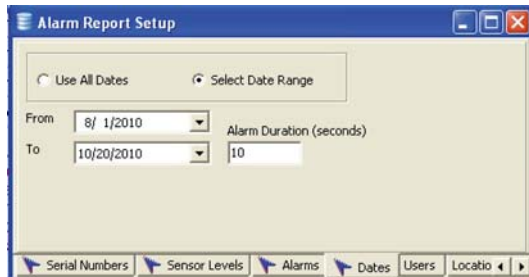 Alarm Report Setup
Use All Dates Select Date Range
From 8/ 1/2010
Alarm Duration (seconds)
To 10/20/2010 10
Serial Numbers Sensor Levels Alarms Dates Users Locatio